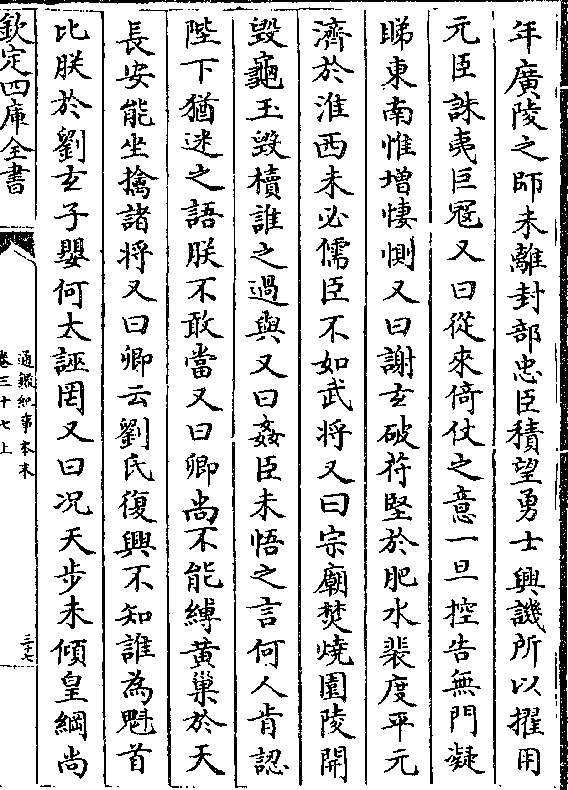 年廣陵之師未離封部忠臣積望勇士興譏所以擢用
元臣誅夷巨冦又曰從來倚仗之意一旦控告無門凝
睇東南惟增悽惻又曰謝𤣥破苻堅於肥水裴度平元
濟於淮西未必儒臣不如武将又曰宗廟焚燒園陵開
毀龜玉毀櫝誰之過與又曰姦臣未悟之言何人肯認
陛下猶迷之語朕不敢當又曰卿尚不能縛黄巢於天
長安能坐擒諸将又曰卿云劉氏復興不知誰為魁首
比朕於劉𤣥子嬰何太誣罔又曰况天步未傾皇綱尚
欽定四庫全書
通鑑紀事本末
卷三十七上
三十七